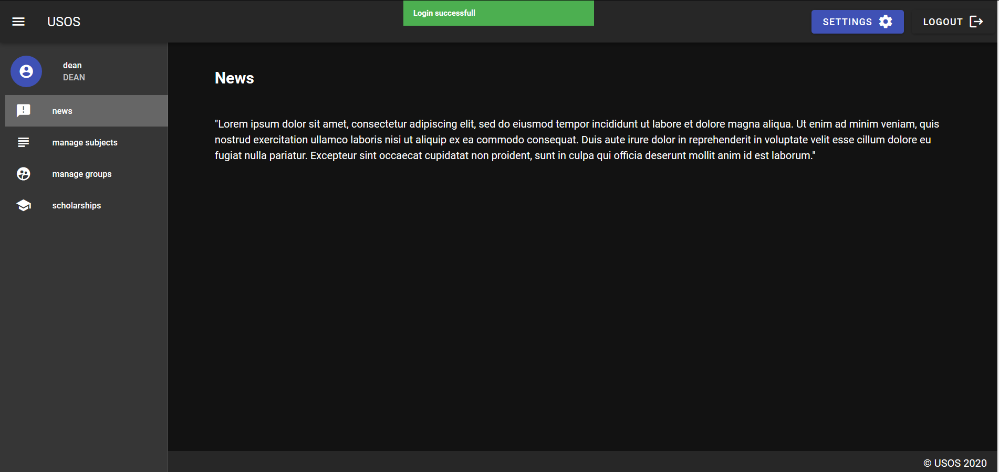 USOS
Login successfull
SETTINGS
LOGOUT
dean
DEAN
news
manage subjects
manage groups
scholarships
News
"Lorem ipsum dolor sit amet, consectetur adipiscing elit, sed do eiusmod tempor incididunt ut labore et dolore magna aliqua. Ut enim ad minim veniam, quis
nostrud exercitation ullamco laboris nisi ut aliquip ex ea commodo consequat. Duis aute irure dolor in reprehenderit in voluptate velit esse cillum dolore eu
fugiat nulla pariatur. Excepteur sint occaecat cupidatat non proident, sunt in culpa qui officia deserunt mollit anim id est laborum."
© USOS 2020